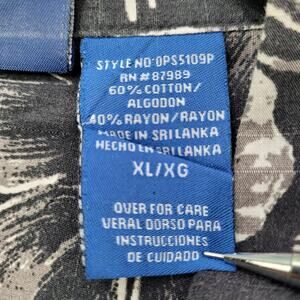 STYLE NO: OPS5109P
RN # 87989
60% COTTON/
ALGODON
40% RAYON/RAYON
MADE IN SRI LANKA
HECHO EN SRI LANKA
XL/XG
OVER FOR CARE
VERAL DORSO PARA
INSTRUCCIONES
DE CUIDADO